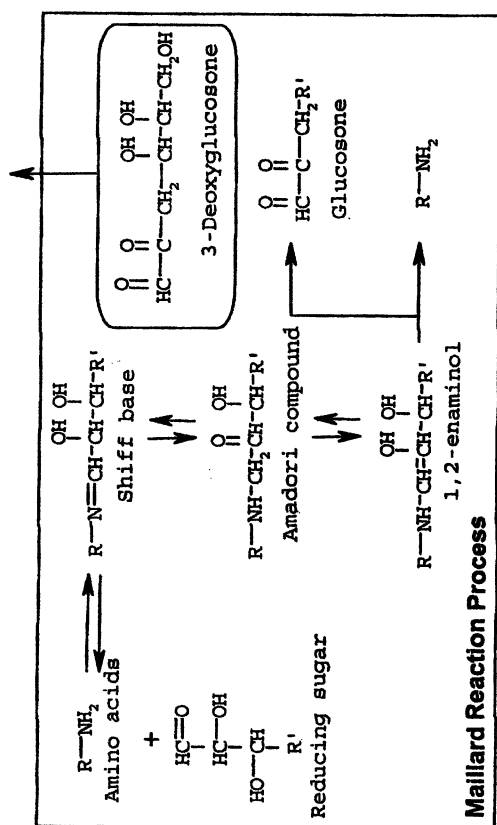 R—NH2
Amino acids
+
HC=O
HC—OH
HO—CH
R'
Reducing sugar
OH OH
R—N=CH-CH-CH-R'
Shiff base
O OH
R—NH-CH2-C-CH-R'
Amadori compound
OH OH
R—NH-CH=C-CH-R'
1,2-enaminol
O O OH OH
HC—C—CH2-CH-CH-CH2OH
3-Deoxyglucosone
O O
HC—C—CH2-R'
Glucosone
R—NH2
Maillard Reaction Process